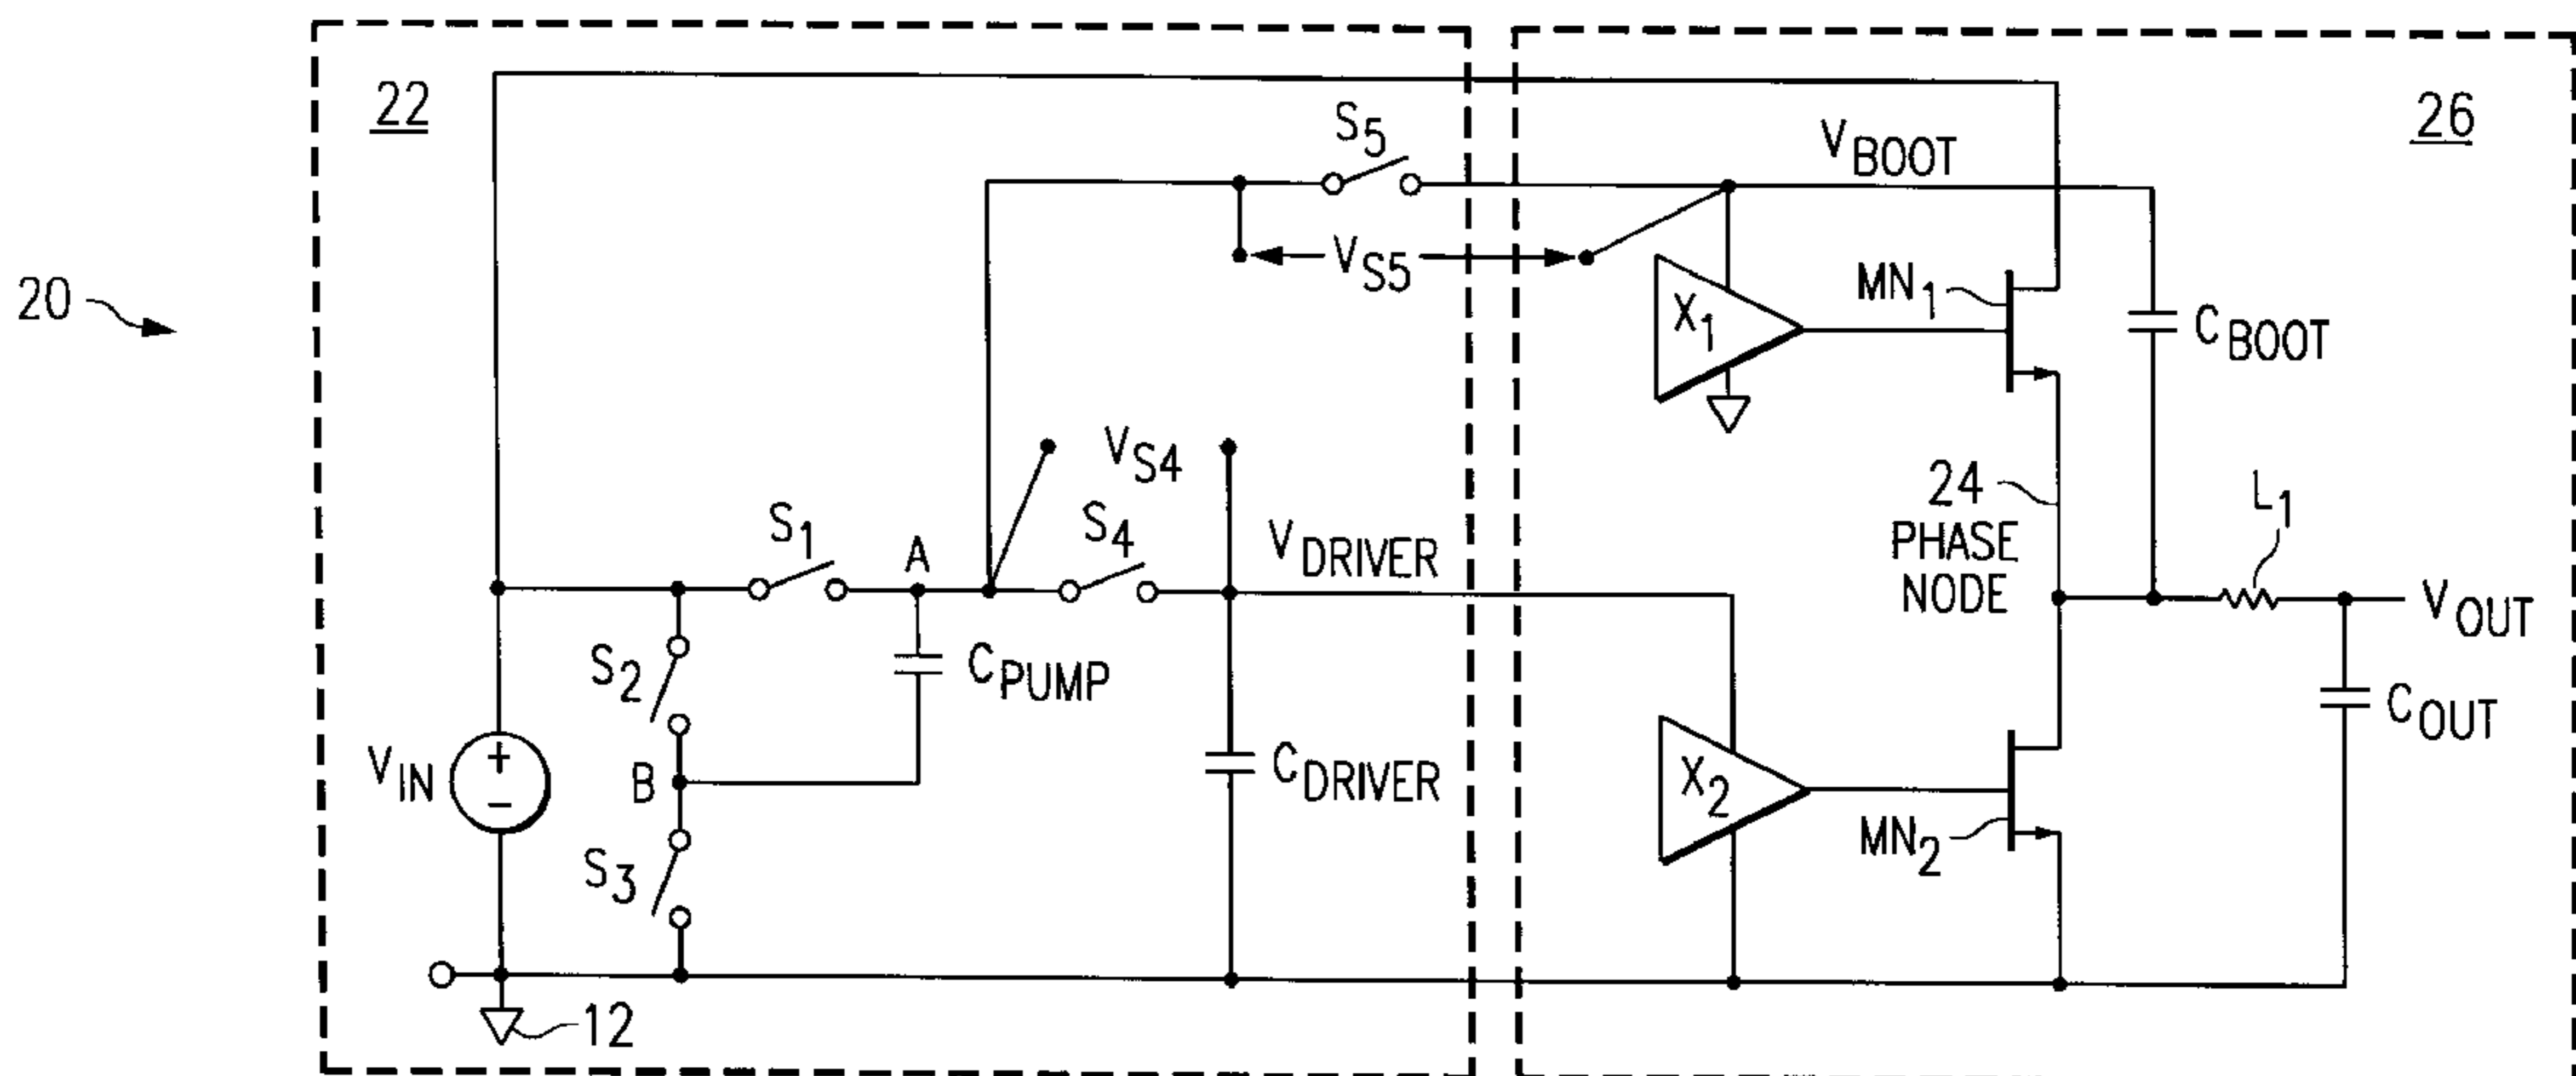 22
26
S5
VBOOT
20
VS5
MN1
X1
CBOOT
VS4
24
PHASE
NODE
L1
S1
A
S4
VDRIVER
VOUT
S2
CPUMP
COUT
VIN
+
-
B
CDRIVER
X2
MN2
S3
12